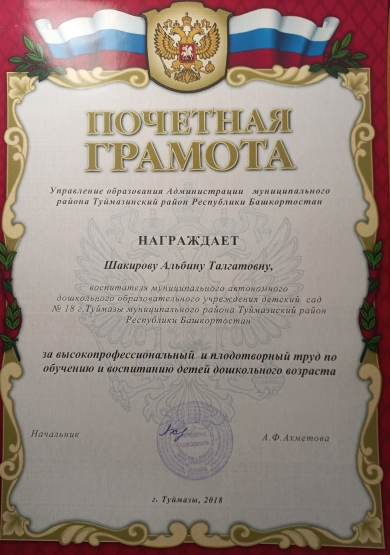 ПОЧЕТНАЯ
ГРАМОТА
Управление образования Администрации муниципального
района Туймазинский район Республики Башкортостан
НАГРАЖДАЕТ
Шакирову Альбину Талгатовну,
воспитателя муниципального автономного
дошкольного образовательного учреждения детский сад
№ 18 г.Туймазы муниципального района Туймазиский район
Республики Башкортостан
за высокопрофессиональный и плодотворный труд по
обучению и воспитанию детей дошкольного возраста
Начальник
А.Ф.Ахметова
г. Туймазы, 2018